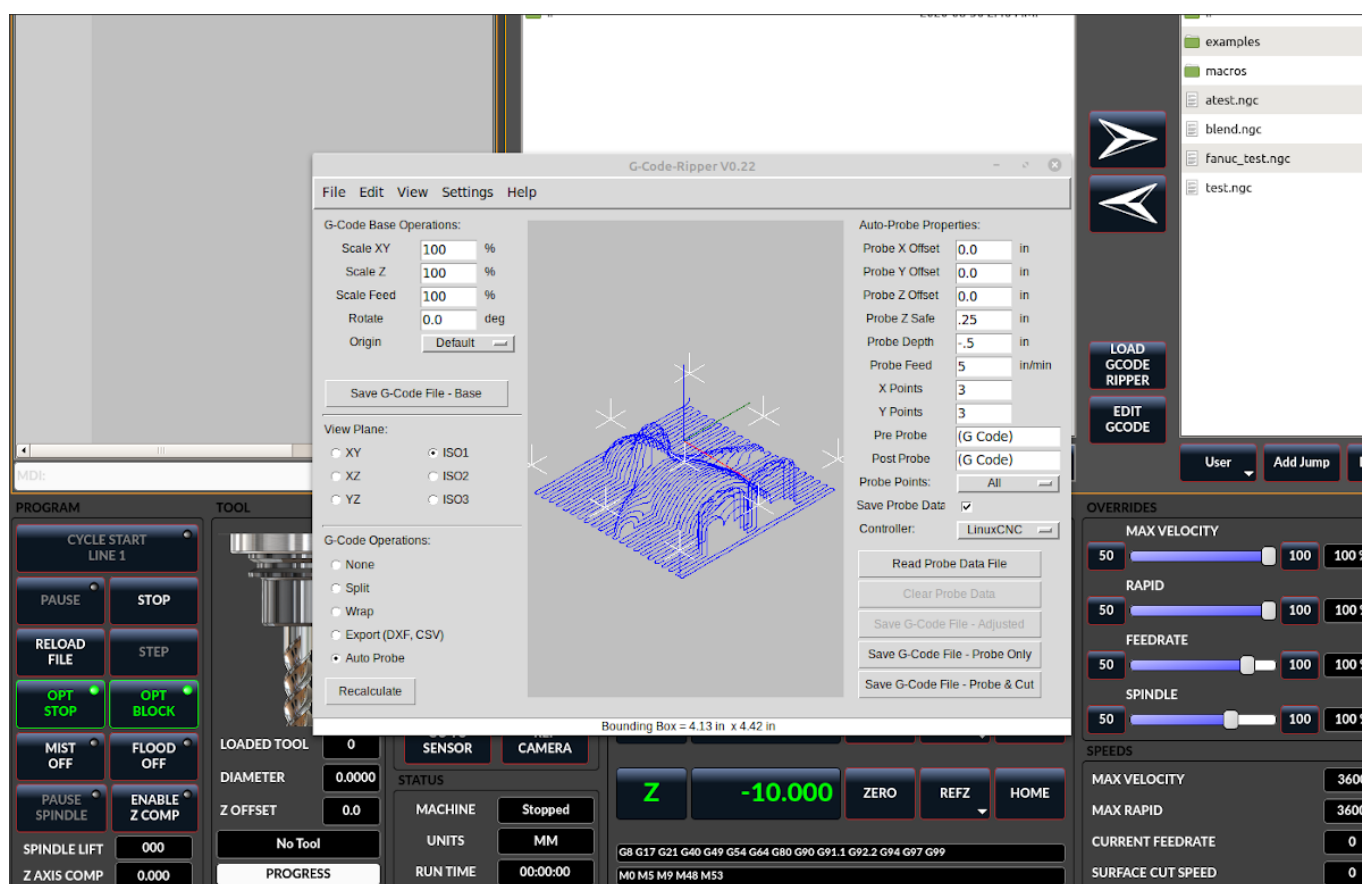 examples
macros
atest.ngc
blend.ngc
fanuc_test.ngc
test.ngc
G-Code-Ripper V0.22
File Edit View Settings Help
G-Code Base Operations:
Scale XY 100 %
Scale Z 100 %
Scale Feed 100 %
Rotate 0.0 deg
Origin Default
Save G-Code File - Base
View Plane:
XY ISO1
XZ ISO2
YZ ISO3
G-Code Operations:
None
Split
Wrap
Export (DXF, CSV)
Auto Probe
Recalculate
Auto-Probe Properties:
Probe X Offset 0.0 in
Probe Y Offset 0.0 in
Probe Z Offset 0.0 in
Probe Z Safe .25 in
Probe Depth -.5 in
Probe Feed 5 in/min
X Points 3
Y Points 3
Pre Probe (G Code)
Post Probe (G Code)
Probe Points: All
Save Probe Data
Controller: LinuxCNC
Read Probe Data File
Clear Probe Data
Save G-Code File - Adjusted
Save G-Code File - Probe Only
Save G-Code File - Probe & Cut
Bounding Box = 4.13 in x 4.42 in
LOAD
GCODE
RIPPER
EDIT
GCODE
User Add Jump
MDI:
PROGRAM
CYCLE START
LINE 1
PAUSE STOP
RELOAD
FILE
STEP
OPT
STOP
OPT
BLOCK
MIST
OFF
FLOOD
OFF
PAUSE
SPINDLE
ENABLE
Z COMP
SPINDLE LIFT 000
Z AXIS COMP 0.000
TOOL
LOADED TOOL 0
DIAMETER 0.0000
Z OFFSET 0.0
No Tool
PROGRESS
SENSOR
CAMERA
STATUS
MACHINE Stopped
UNITS MM
RUN TIME 00:00:00
Z -10.000 ZERO REFZ HOME
G8 G17 G21 G40 G49 G54 G64 G80 G90 G91.1 G92.2 G94 G97 G99
M0 M5 M9 M48 M53
OVERRIDES
MAX VELOCITY
50 100 100 %
RAPID
50 100 100
FEEDRATE
50 100 100
SPINDLE
50 100 100
SPEEDS
MAX VELOCITY 3600
MAX RAPID 3600
CURRENT FEEDRATE 0
SURFACE CUT SPEED 0